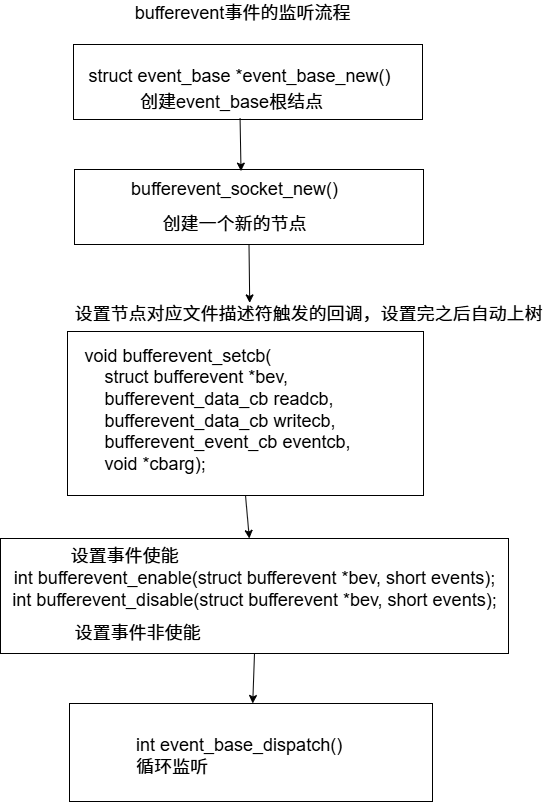 bufferevent事件的监听流程
struct event_base *event_base_new()
创建event_base根结点
bufferevent_socket_new()
创建一个新的节点
设置节点对应文件描述符触发的回调，设置完之后自动上树
void bufferevent_setcb(
struct bufferevent *bev,
bufferevent_data_cb readcb,
bufferevent_data_cb writecb,
bufferevent_event_cb eventcb,
void *cbarg);
设置事件使能
int bufferevent_enable(struct bufferevent *bev, short events);
int bufferevent_disable(struct bufferevent *bev, short events);
设置事件非使能
int event_base_dispatch()
循环监听